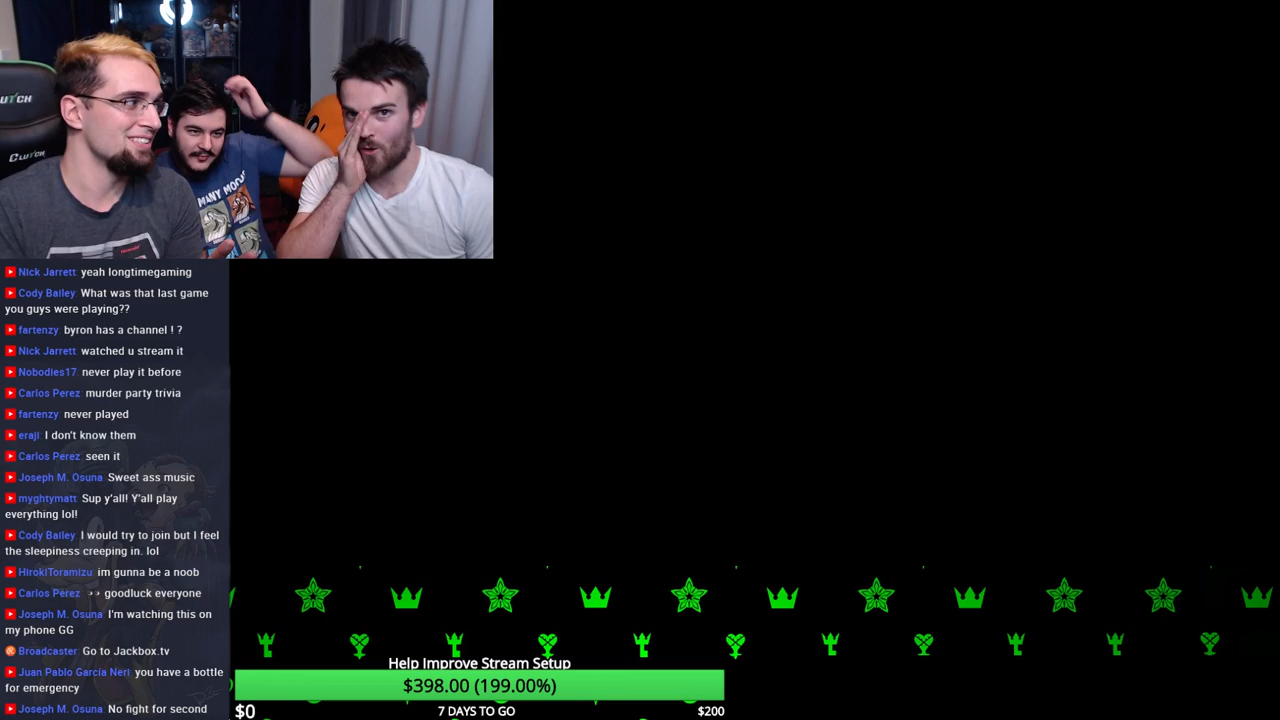 CLUTCH
MANY MOO
Nick Jarrett: yeah longtimegaming
Cody Bailey: What was that last game
you guys were playing??
fartenzy: byron has a channel ! ?
Nick Jarrett: watched u stream it
Nobodies17: never play it before
Carlos Perez: murder party trivia
fartenzy: never played
eraji: I don't know them
Carlos Perez: seen it
Joseph M. Osuna: Sweet ass music
myghtymatt: Sup y'all! Y'all play
everything lol!
Cody Bailey: I would try to join but I feel
the sleepiness creeping in. lol
HirokiToramizu: im gunna be a noob
Carlos Perez: goodluck everyone
Joseph M. Osuna: I'm watching this on
my phone GG
Broadcaster: Go to Jackbox.tv
Juan Pablo García Neri: you have a bottle
for emergency
Joseph M. Osuna: No fight for second
Help Improve Stream Setup
$398.00 (199.00%)
$0 7 DAYS TO GO $200